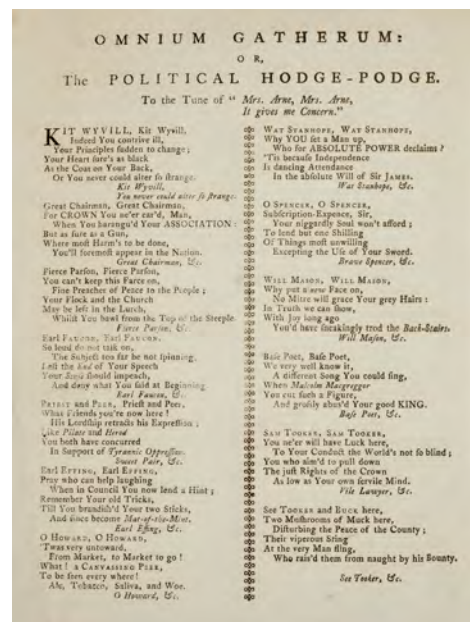 OMNIUM GATHERUM:
OR,
The POLITICAL HODGE-PODGE.
To the Tune of " Mrs. Arne, Mrs. Arne,
It gives me Concern."
KIT WYVILL, Kit Wyvill,
Indeed You contrive ill,
Your Principles sudden to change;
Your Heart sure's as black
As the Coat on Your Back,
Or You never could alter so strange.
Kit Wyvill,
You never could alter so strange.
Great Chairman, Great Chairman,
For CROWN You ne'er car'd, Man,
When You harangu'd Your ASSOCIATION:
But as sure as a Gun,
Where most Harm's to be done,
You'll foremost appear in the Nation.
Great Chairman, &c.
Fierce Parson, Fierce Parson,
You can't keep this Farce on,
Fine Preacher of Peace to the People;
Your Flock and the Church
May be left in the Lurch,
Whilst You bawl from the Top of the Steeple.
Fierce Parson, &c.
Earl Faucon, Earl Faucon,
So loud do not talk on,
The Subject too far be not spinning.
Lest the End of Your Speech
Your should impeach,
And deny what You said at Beginning
Earl Faucon, &c.
PRIEST and PEER, Priest and Peer,
What Friends you're now here!
His Lordship retracts his Expression;
Like Pilate and Herod
You both have concurred
In Support of Tyrannic Oppression.
Sweet Pair, &c.
Earl EFFING, Earl EFFING,
Pray who can help laughing
When in Council You now lend a Hint;
Remember Your old Tricks,
Till You brandish'd Your two Sticks,
And since become Mas-of-the-Mint.
Earl Effing, &c.
O HOWARD, O HOWARD,
'Twas very untoward,
From Market, to Market to go!
What! a CANVASSING PEER,
To be seen every where!
Ale, Tobacco, Saliva, and Woe.
O Howard, &c.
WAT STANHOPE, WAT STANHOPE,
Why YOU set a Man up,
Who for ABSOLUTE POWER declaims?
'Tis because Independence
Is dancing Attendance
In the absolute Will of Sir JAMES.
Wat Stanhope, &c.
O SPENCER, O SPENCER,
Subscription-Expence, Sir,
Your niggardly Soul won't afford;
To lend but one Shilling
Of Things most unwilling
Excepting the Use of Your Sword.
Brave Spencer, &c.
WILL MASON, WILL MASON,
Why put a new Face on,
No Mitre will grace Your grey Hairs:
In Truth we can show,
With Joy long ago
You'd have sneakingly trod the Back-Stairs.
Will Mason, &c.
Base Poet, Base Poet,
We very well know it,
A different Song You could sing,
When Malcolm Macgregger
You cut such a Figure,
And grossly abus'd Your good KING.
Base Poet, &c.
SAM TOOKER, SAM TOOKER,
You ne'er will have Luck here,
To Your Conduct the World's not so blind;
You who aim'd to pull down
The just Rights of the Crown
As low as Your own servile Mind.
Vile Lawyer, &c.
See TOOKER and BUCK here,
Two Mushrooms of Muck here,
Disturbing the Peace of the County;
Their viperous Sting
At the very Man fling,
Who rais'd them from naught by his Bounty.
See Tooker, &c.